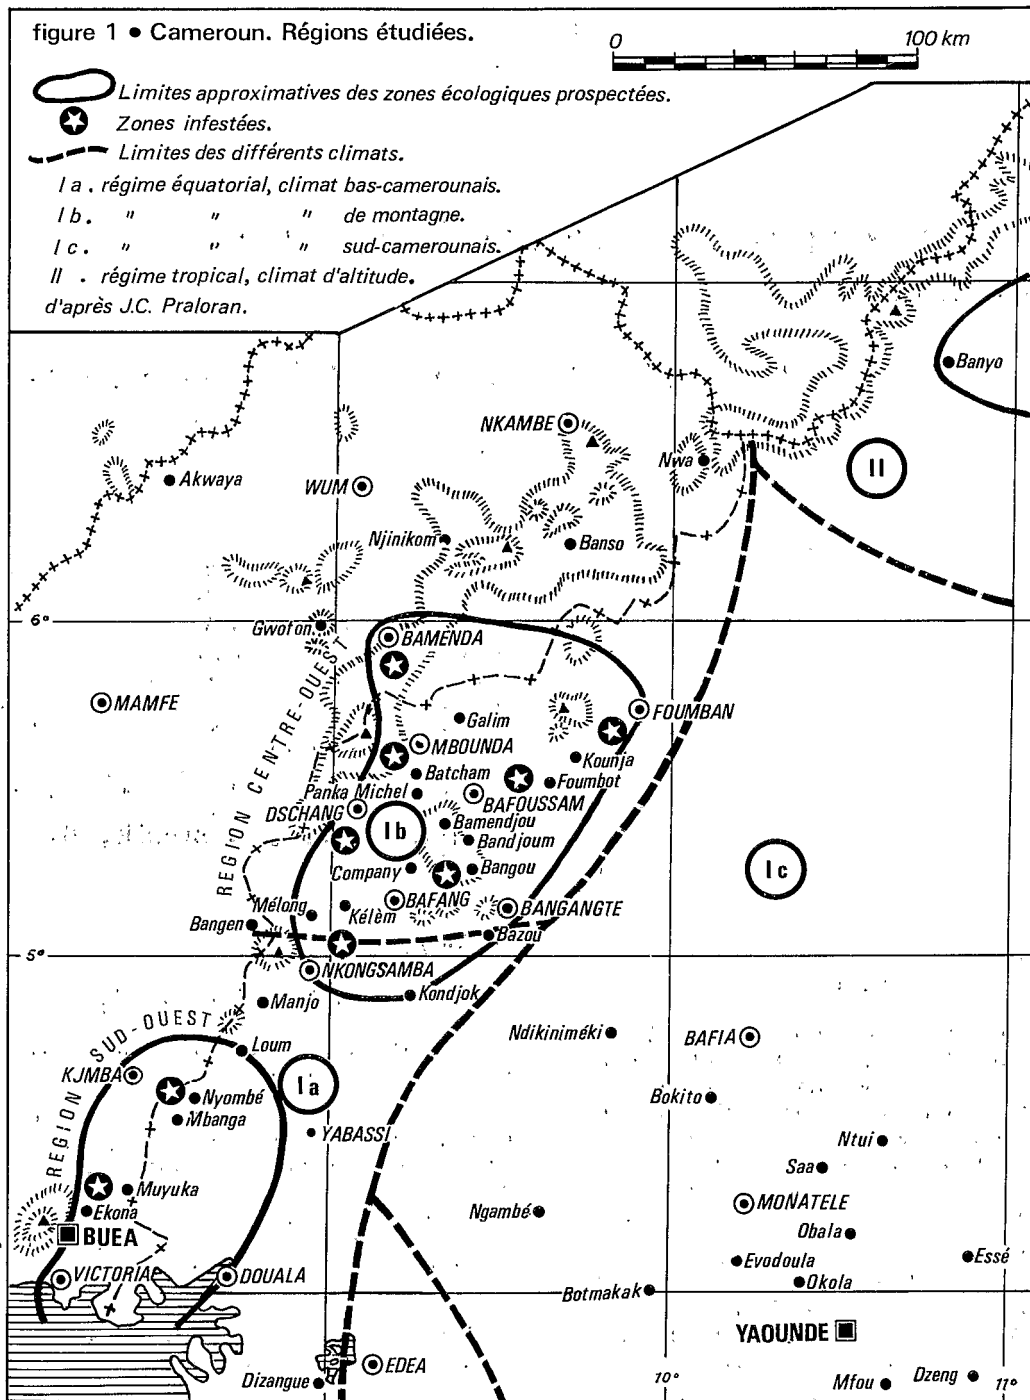 figure 1 • Cameroun. Régions étudiées.
0 100 km
Limites approximatives des zones écologiques prospectées.
Zones infestées.
Limites des différents climats.
Ia. régime équatorial, climat bas-camerounais.
Ib. " " " de montagne.
Ic. " " " sud-camerounais.
II . régime tropical, climat d'altitude.
d'après J.C. Praloran.
Banyo
NKAMBE
Nwa
II
Akwaya
WUM
Njinikom
Banso
6°
Gwofon
BAMENDA
MAMFE
Galim
FOUMBAN
MBOUNDA
Kounja
Batcham
Foumbot
Panka Michel
BAFOUSSAM
DSCHANG
Ib
Bamendjou
Bandjoum
Company
Bangou
Ic
REGION CENTRE-OUEST
BAFANG
BANGANGTE
Mélong
Kélèm
Bangen
Bazou
5°
NKONGSAMBA
Manjo
Kondjok
REGION SUD-OUEST
Loum
Ndikiniméki
BAFIA
KJMBA
Ia
Nyombé
Bokito
Mbanga
YABASSI
Ntui
Saa
Muyuka
MONATELE
Ekona
Ngambé
Obala
BUEA
Evodoula
Essé
VICTORIA
DOUALA
Okola
Botmakak
YAOUNDE
EDEA
Dizangue
10°
Mfou
Dzeng
11°